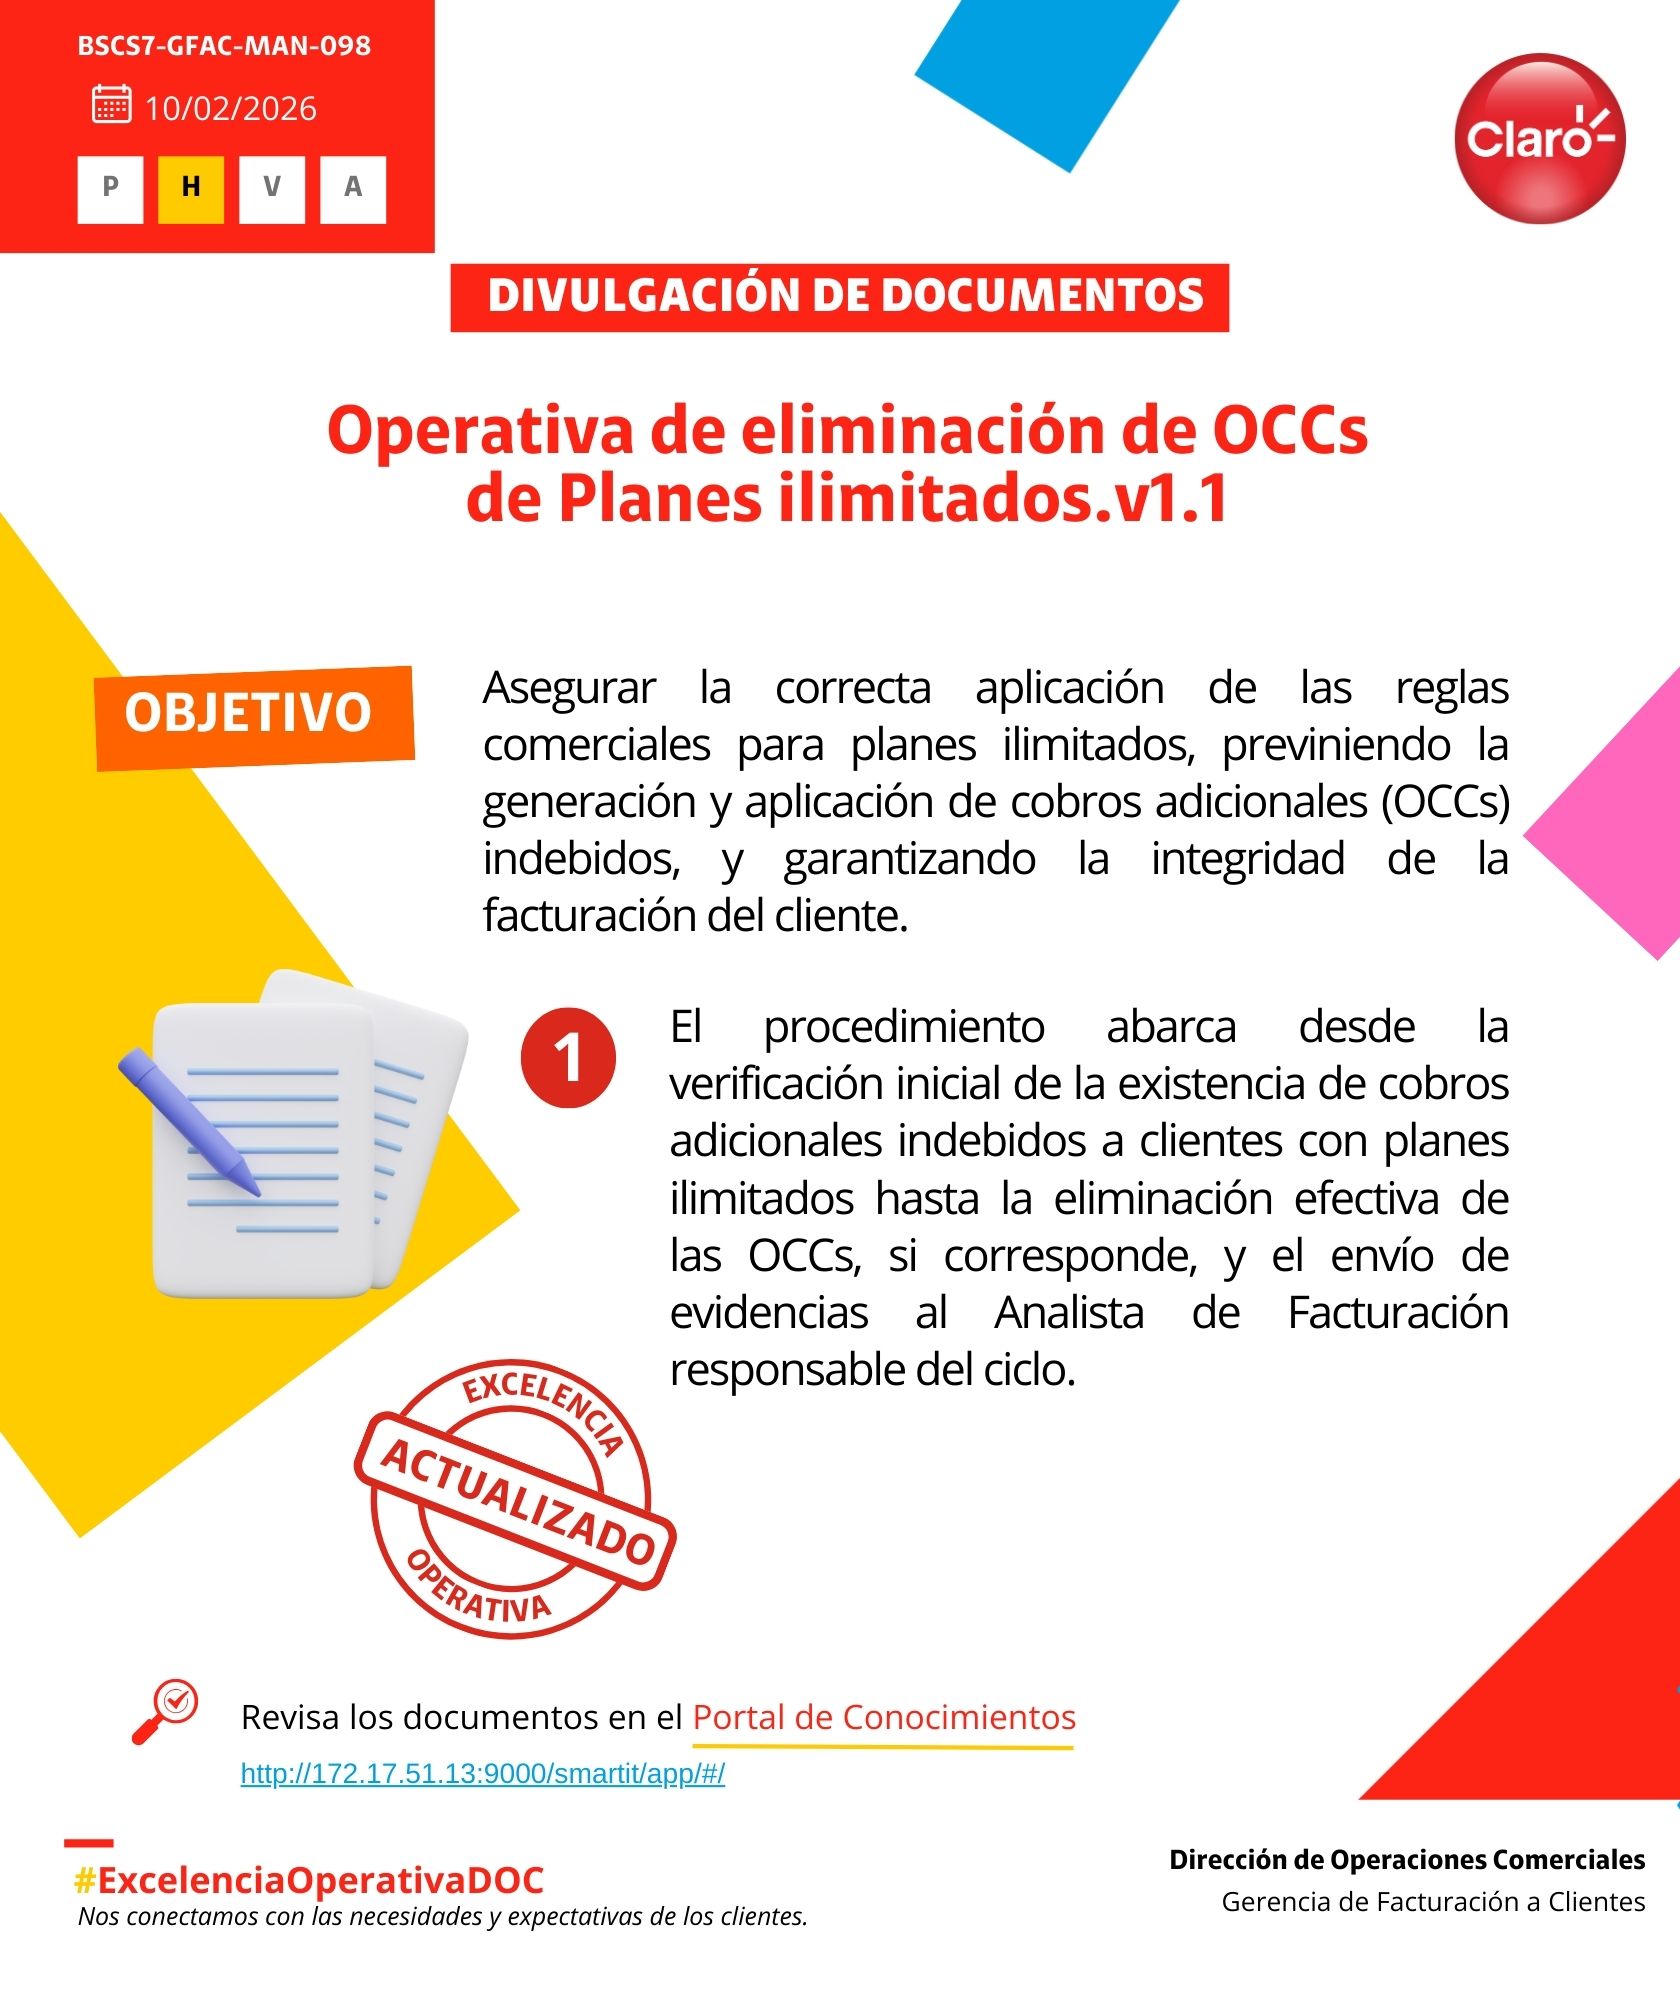 BSCS7-GFAC-MAN-098
10/02/2026
P H V A
Claro
DIVULGACIÓN DE DOCUMENTOS
Operativa de eliminación de OCCs
de Planes ilimitados.v1.1
OBJETIVO
Asegurar la correcta aplicación de las reglas
comerciales para planes ilimitados, previniendo la
generación y aplicación de cobros adicionales (OCCs)
indebidos, y garantizando la integridad de la
facturación del cliente.
1
El procedimiento abarca desde la
verificación inicial de la existencia de cobros
adicionales indebidos a clientes con planes
ilimitados hasta la eliminación efectiva de
las OCCs, si corresponde, y el envío de
evidencias al Analista de Facturación
responsable del ciclo.
EXCELENCIA
ACTUALIZADO
OPERATIVA
Revisa los documentos en el Portal de Conocimientos
http://172.17.51.13:9000/smartit/app/#/
#ExcelenciaOperativaDOC
Nos conectamos con las necesidades y expectativas de los clientes.
Dirección de Operaciones Comerciales
Gerencia de Facturación a Clientes